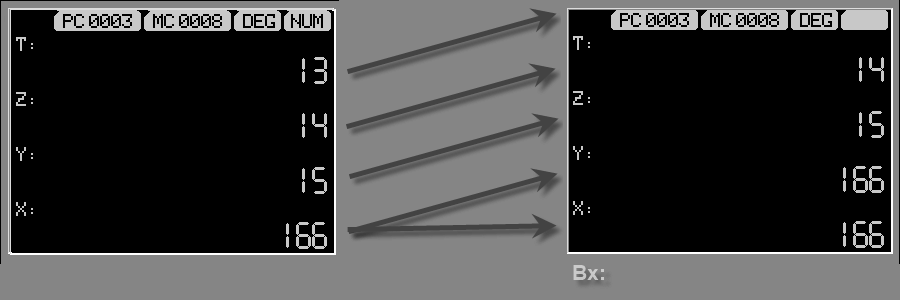 PC 0003 MC 0008 DEG NUM
T:
13
Z:
14
Y:
15
X:
166
PC 0003 MC 0008 DEG
T:
14
Z:
15
Y:
166
X:
166
Bx: